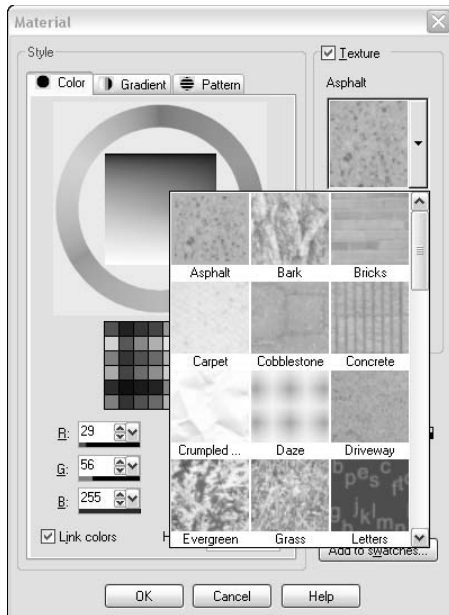 Material
Style
Texture
Color
Gradient
Pattern
Asphalt
Asphalt
Bark
Bricks
Carpet
Cobblestone
Concrete
Crumpled ...
Daze
Driveway
Evergreen
Grass
Letters
R: 29
G: 56
B: 255
Link colors
H
Add to swatches...
OK
Cancel
Help